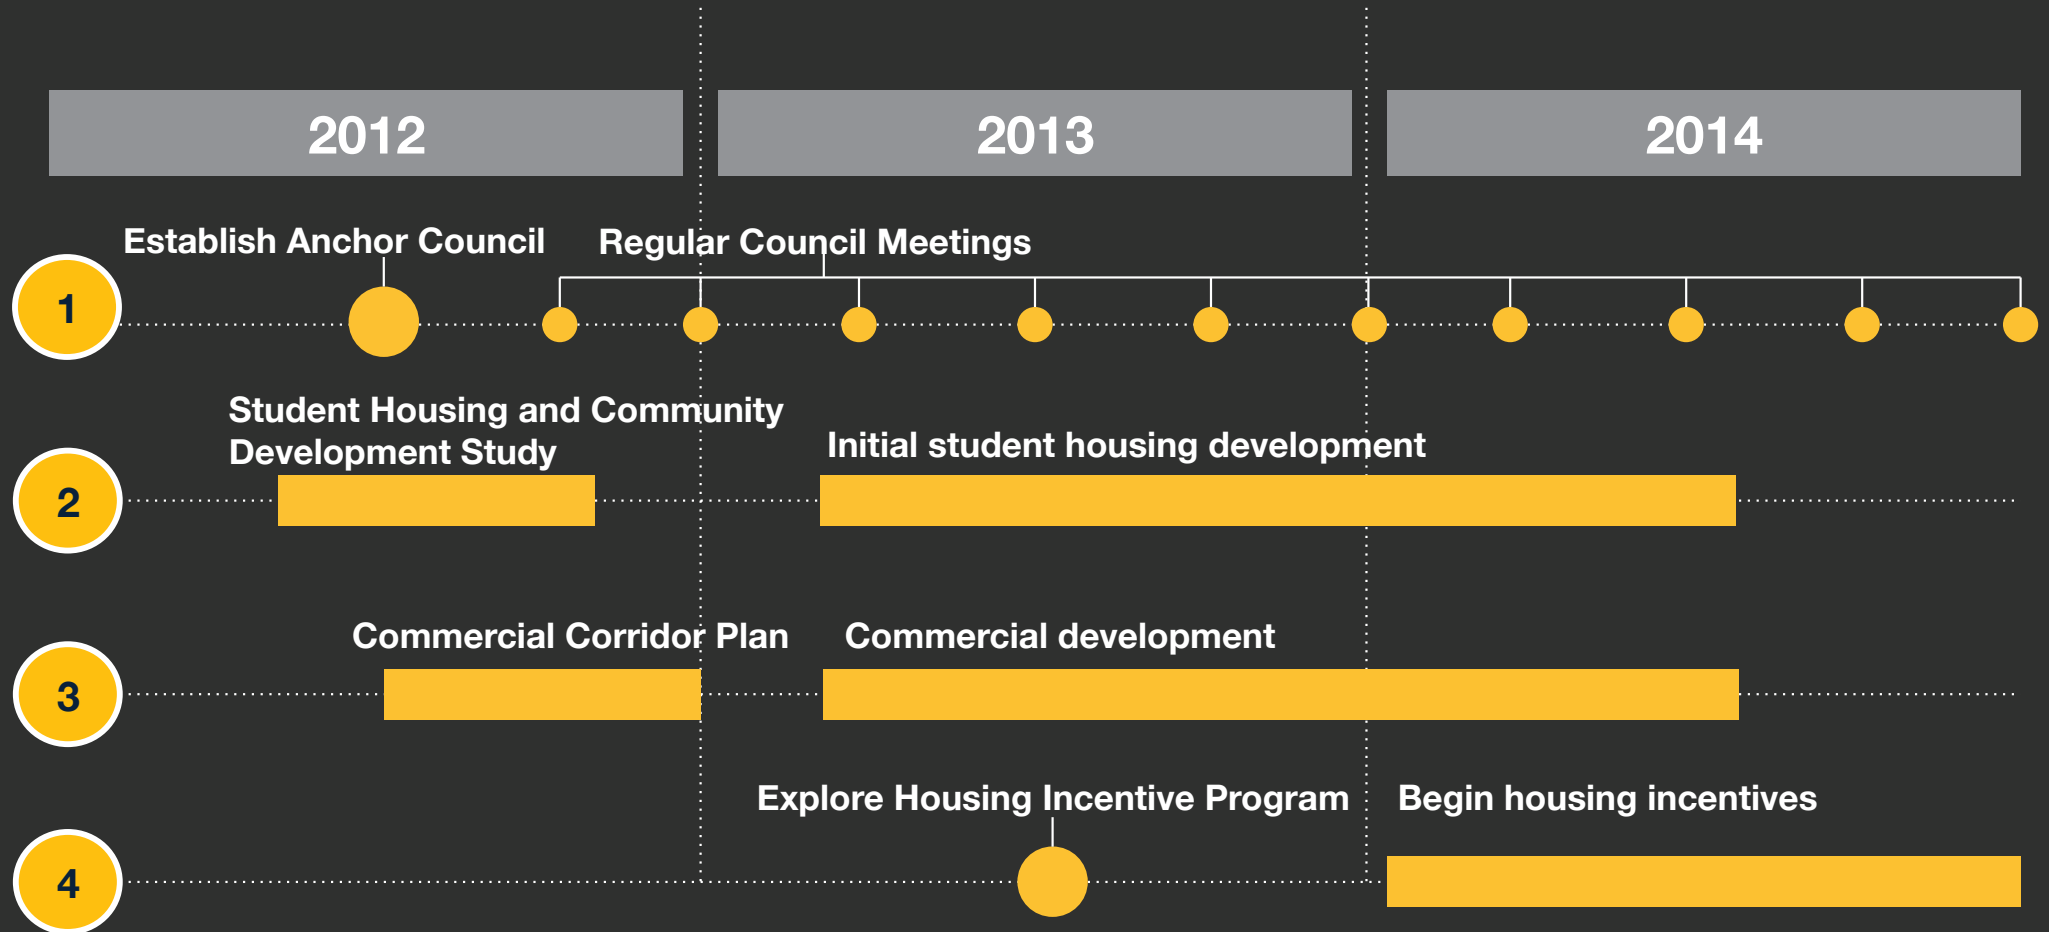 2012
2013
2014
Establish Anchor Council
Regular Council Meetings
1
Student Housing and Community
Development Study
Initial student housing development
2
Commercial Corridor Plan
Commercial development
3
Explore Housing Incentive Program
Begin housing incentives
4